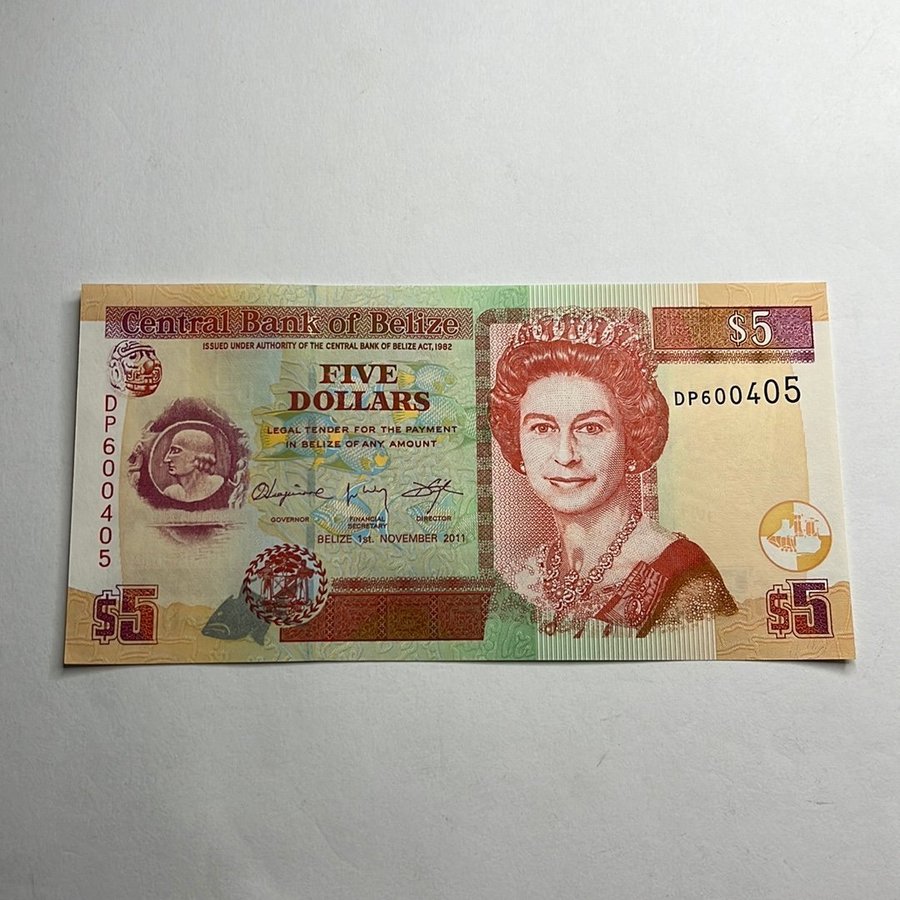 Central Bank of Belize
$5
ISSUED UNDER AUTHORITY OF THE CENTRAL BANK OF BELIZE ACT, 1982
FIVE
DOLLARS
DP600405
DP600405
LEGAL TENDER FOR THE PAYMENT
IN BELIZE OF ANY AMOUNT
GOVERNOR
FINANCIAL
SECRETARY
DIRECTOR
BELIZE 1st. NOVEMBER 2011
$5
$5